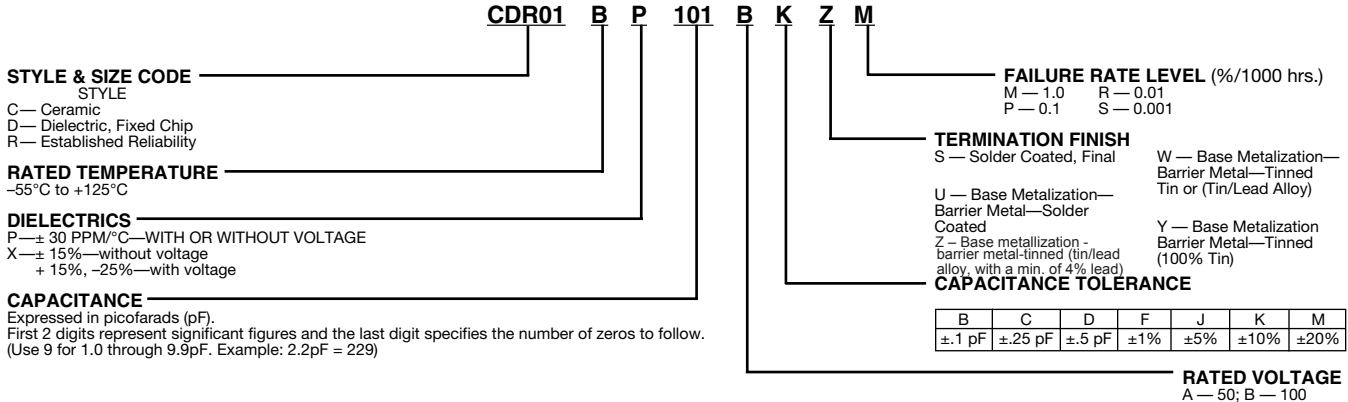 CDR01 B P 101 B K Z M
STYLE & SIZE CODE
STYLE
C— Ceramic
D— Dielectric, Fixed Chip
R— Established Reliability
RATED TEMPERATURE
–55°C to +125°C
DIELECTRICS
P—± 30 PPM/°C—WITH OR WITHOUT VOLTAGE
X—± 15%—without voltage
+ 15%, –25%—with voltage
CAPACITANCE
Expressed in picofarads (pF).
First 2 digits represent significant figures and the last digit specifies the number of zeros to follow.
(Use 9 for 1.0 through 9.9pF. Example: 2.2pF = 229)
FAILURE RATE LEVEL (%/1000 hrs.)
M — 1.0 R — 0.01
P — 0.1 S — 0.001
TERMINATION FINISH
S — Solder Coated, Final
U — Base Metalization—
Barrier Metal—Solder
Coated
Z – Base metallization -
barrier metal-tinned (tin/lead
alloy, with a min. of 4% lead)
W — Base Metalization—
Barrier Metal—Tinned
Tin or (Tin/Lead Alloy)
Y — Base Metalization
Barrier Metal—Tinned
(100% Tin)
CAPACITANCE TOLERANCE
B C D F J K M
±.1 pF ±.25 pF ±.5 pF ±1% ±5% ±10% ±20%
RATED VOLTAGE
A — 50; B — 100